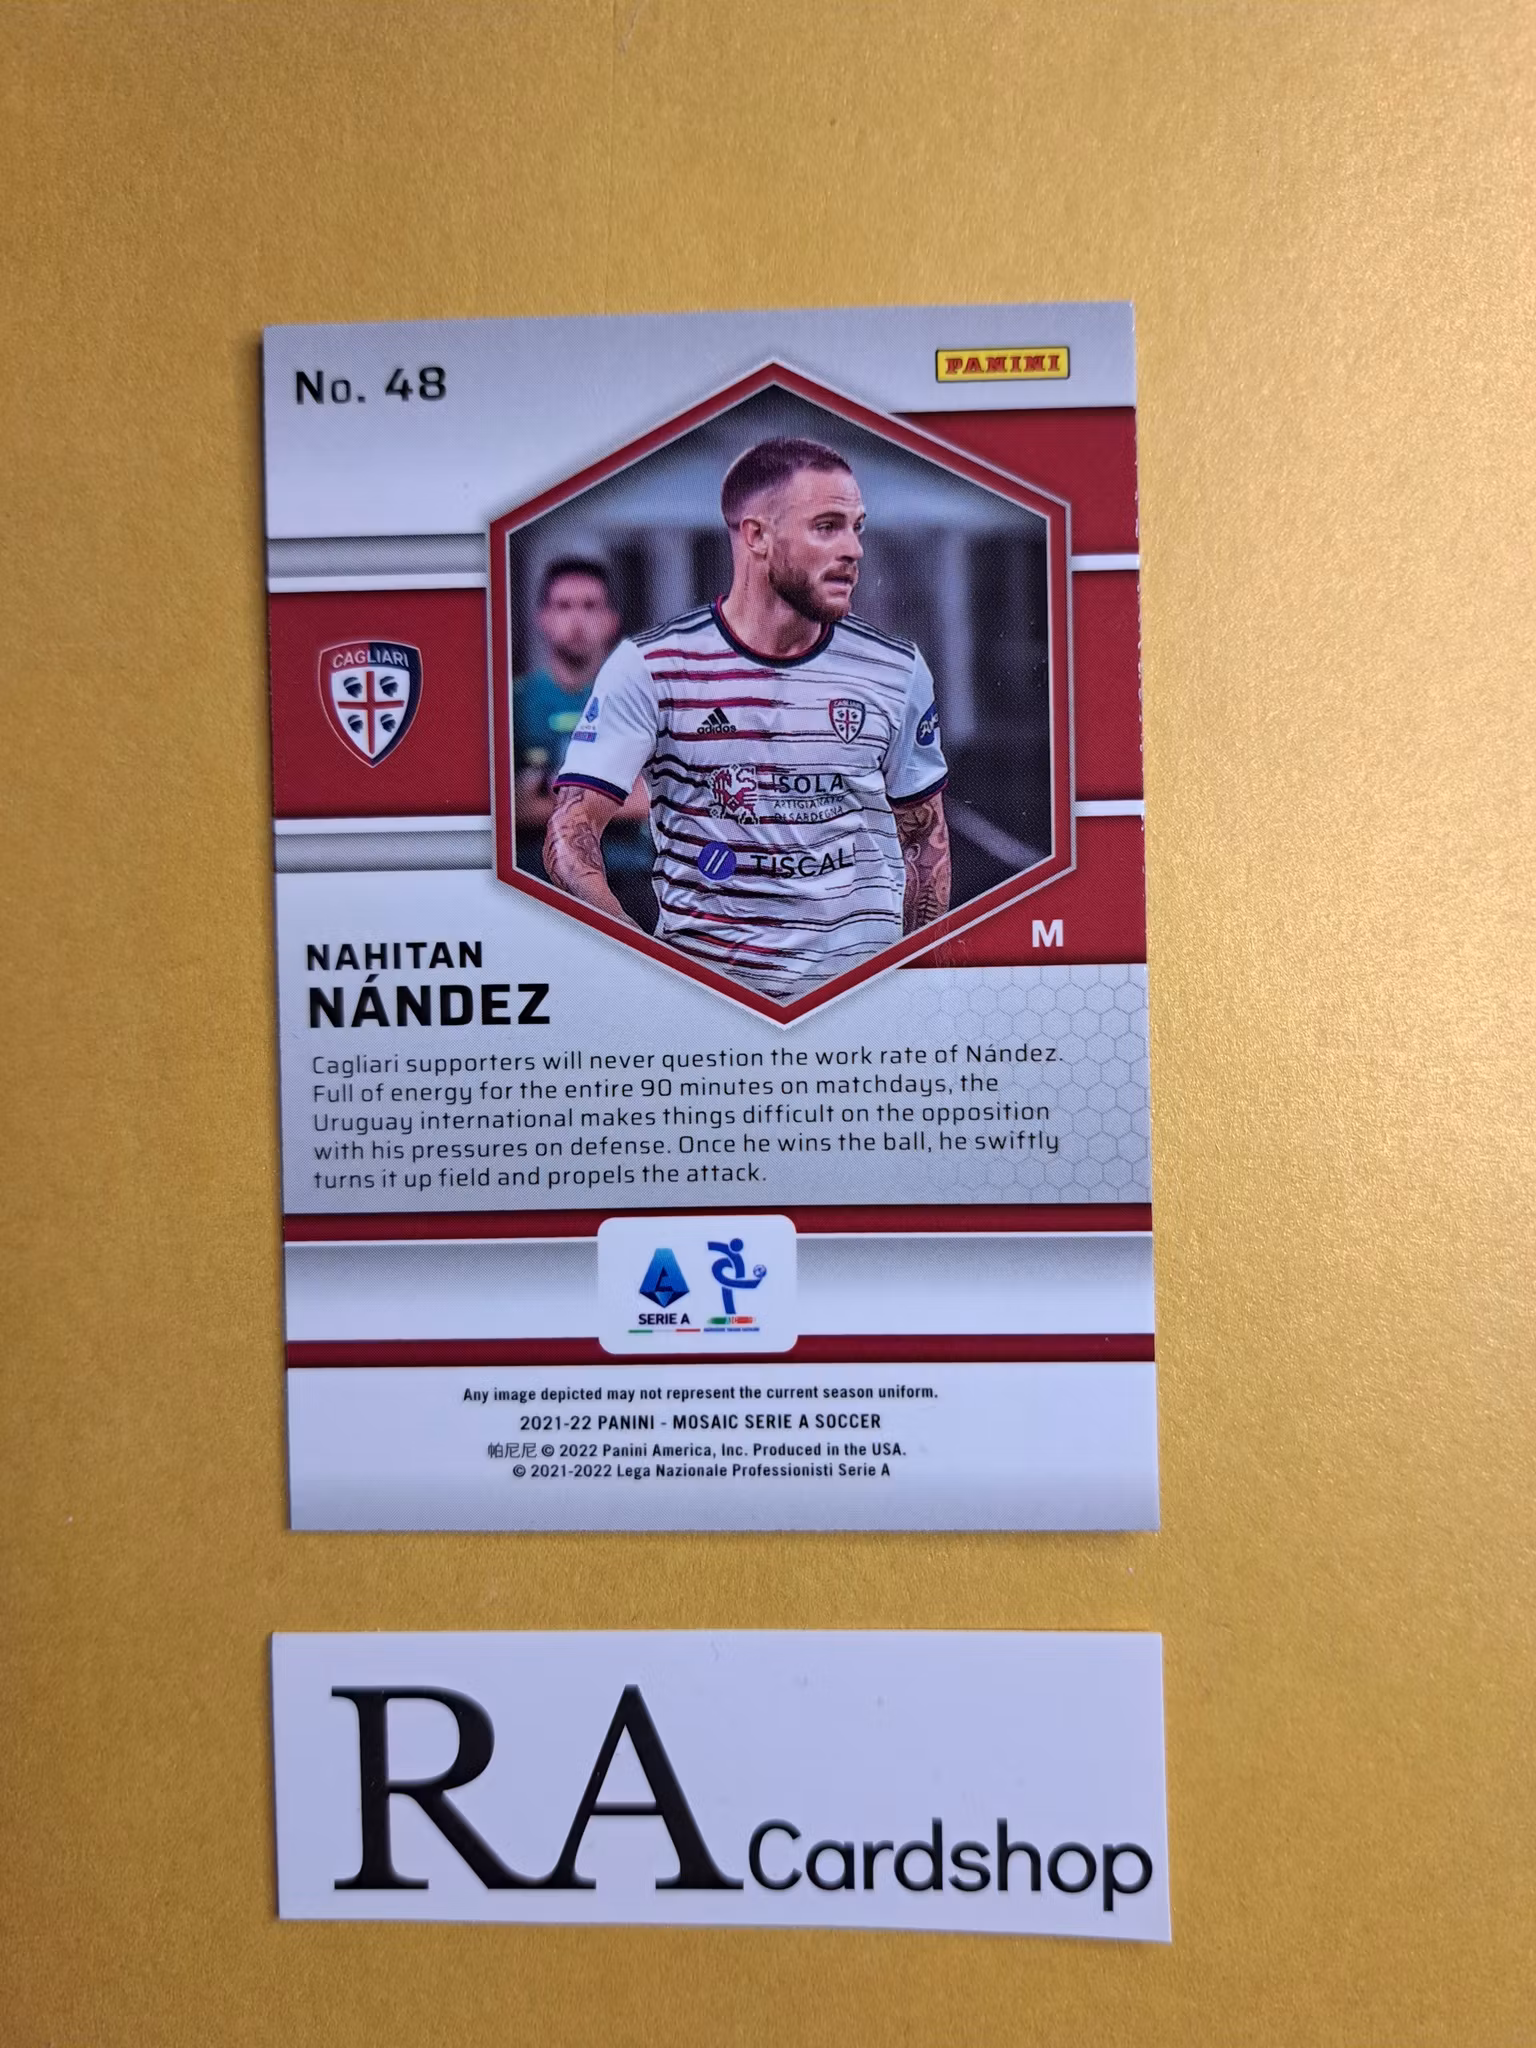 No. 48
PANINI
CAGLIARI
adidos
ISOLA
ARTIGIANATO
DI SARDEGNA
TISCALI
M
NAHITAN
NÁNDEZ
Cagliari supporters will never question the work rate of Nández.
Full of energy for the entire 90 minutes on matchdays, the
Uruguay international makes things difficult on the opposition
with his pressures on defense. Once he wins the ball, he swiftly
turns it up field and propels the attack.
SERIE A
Any image depicted may not represent the current season uniform.
2021-22 PANINI - MOSAIC SERIE A SOCCER
帕尼尼 © 2022 Panini America, Inc. Produced in the USA.
© 2021-2022 Lega Nazionale Professionisti Serie A
RA Cardshop